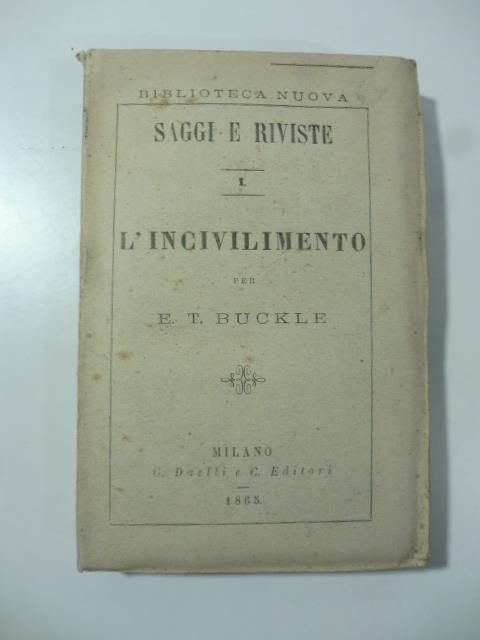 BIBLIOTECA NUOVA
SAGGI E RIVISTE
I.
L'INCIVILIMENTO
PER
E. T. BUCKLE
MILANO
G. Daelli e C. Editori
1865.